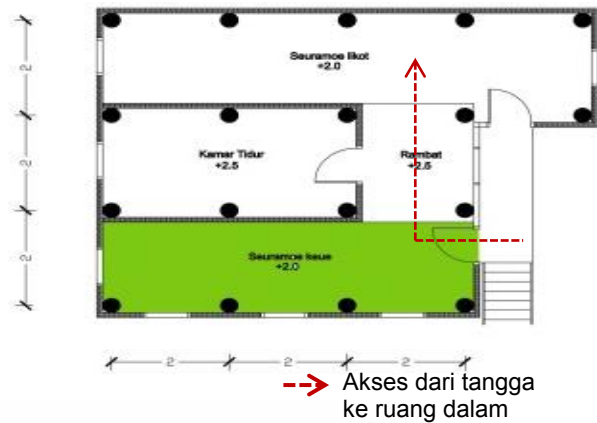 Seuramoe likot
+2.0
Kamar Tidur
+2.5
Rambat
+2.5
Seuramoe keue
+2.0
2
2
2
2
2
2
Akses dari tangga
ke ruang dalam